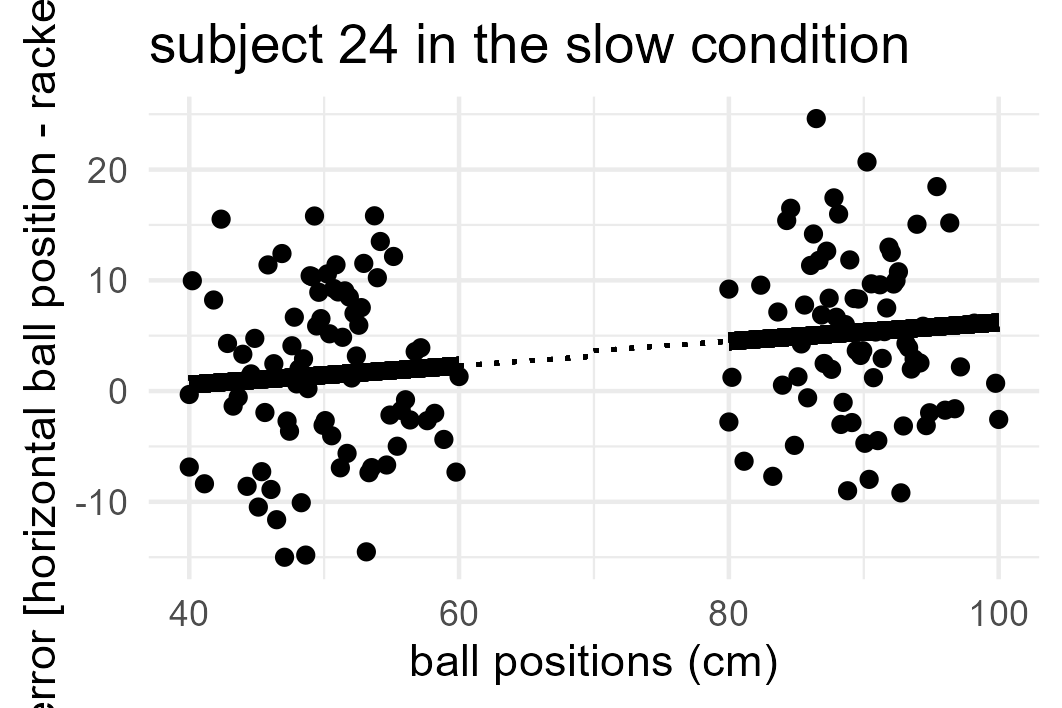 subject 24 in the slow condition
error [horizontal ball position - racke
20
10
0
-10
40
60
80
100
ball positions (cm)